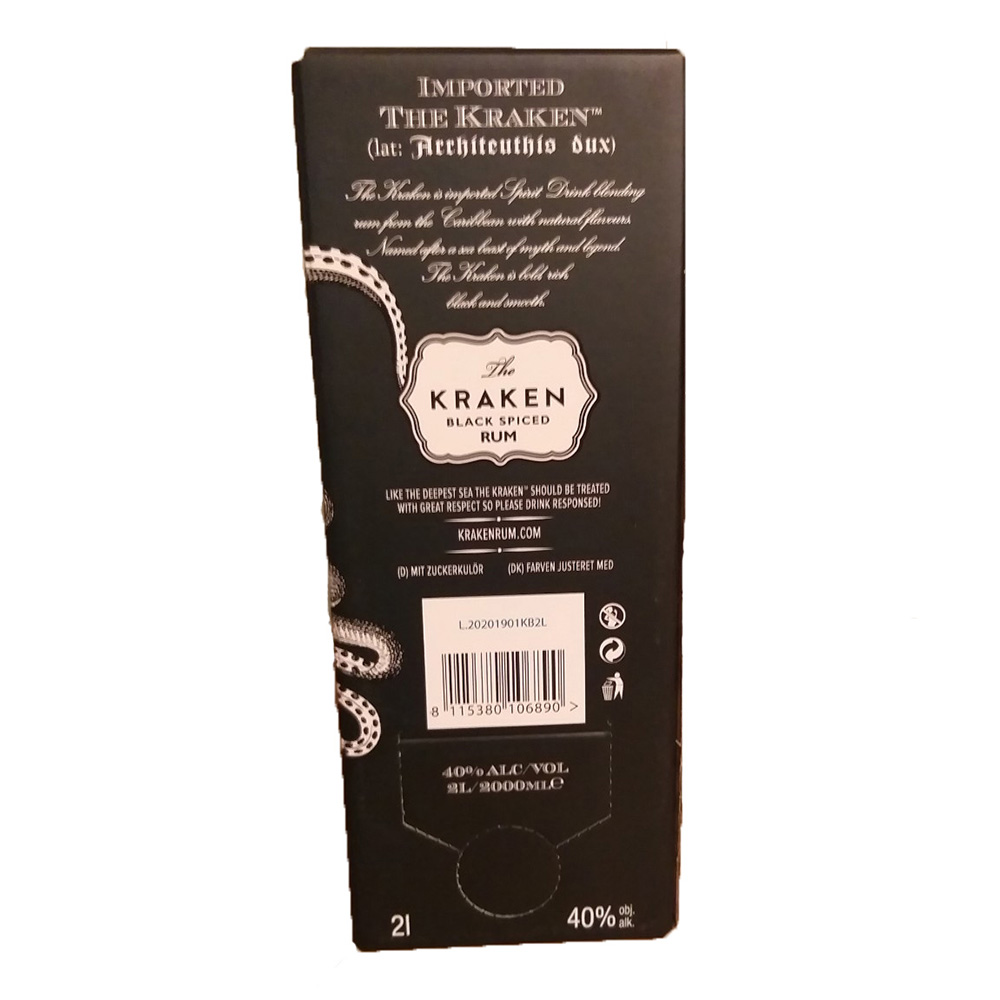 IMPORTED
THE KRAKEN™
(lat: Architeuthis dux)
The Kraken is imported Spirit Drink blending
rum from the Caribbean with natural flavours.
Named after a sea beast of myth and legend.
The Kraken is bold, rich
black and smooth.
The
KRAKEN
BLACK SPICED
RUM
LIKE THE DEEPEST SEA THE KRAKEN™ SHOULD BE TREATED
WITH GREAT RESPECT SO PLEASE DRINK RESPONSED!
KRAKENRUM.COM
(D) MIT ZUCKERKULÖR (DK) FARVEN JUSTERET MED
L.20201901KB2L
8 115380 106890 >
40% ALC/VOL
2L/2000ML℮
2l
40% obj.
alk.